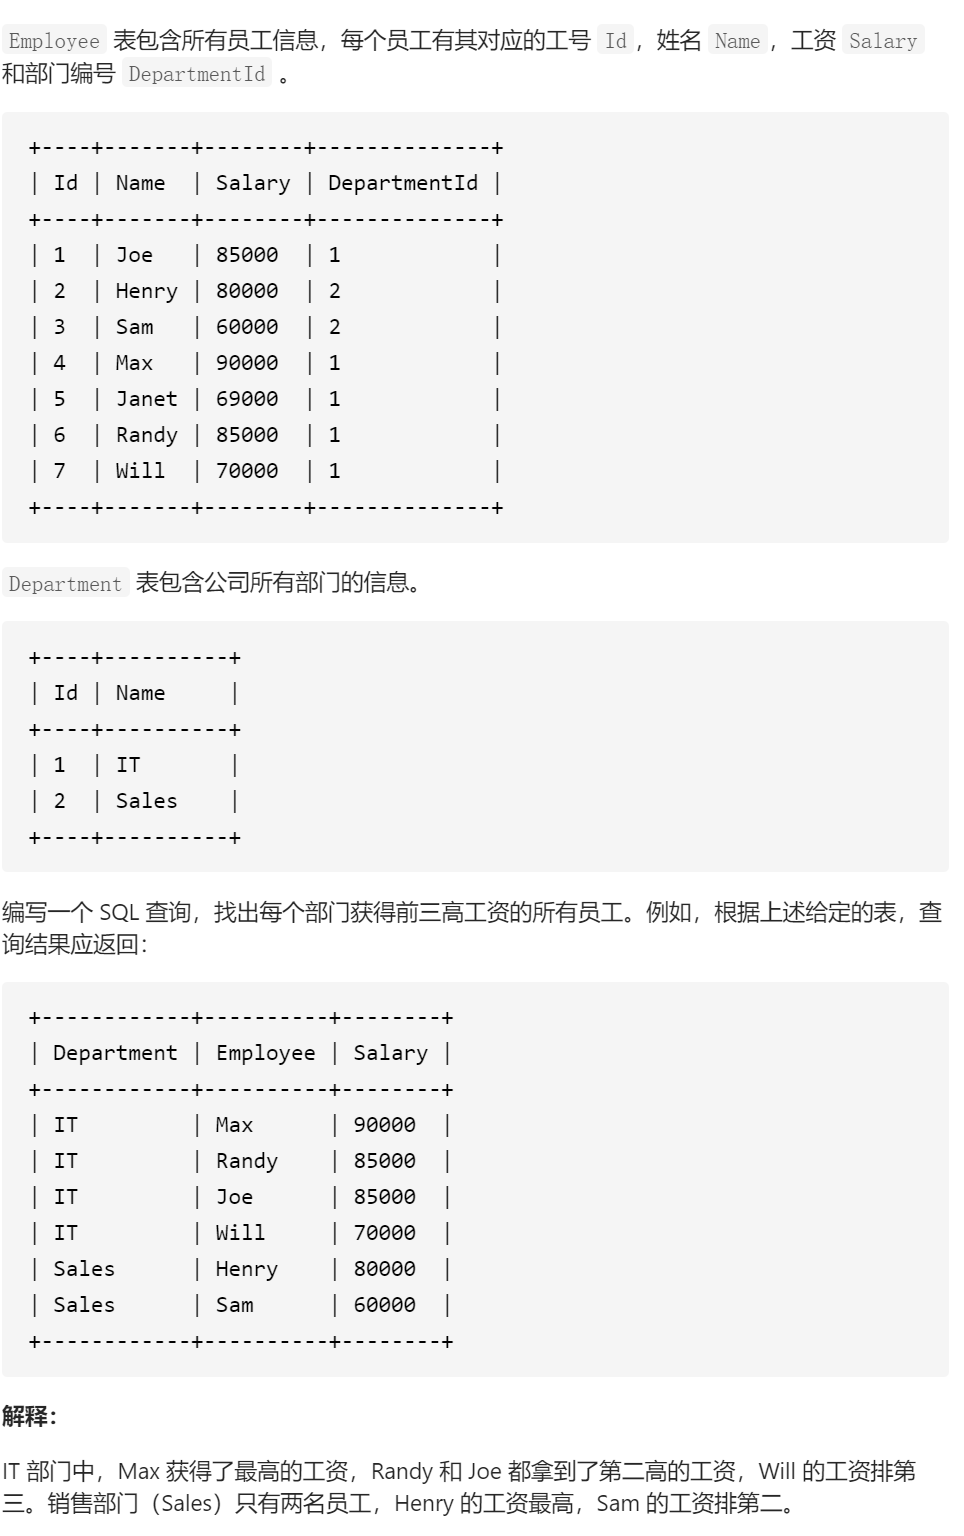 Employee 表包含所有员工信息，每个员工有其对应的工号 Id，姓名 Name，工资 Salary
和部门编号 DepartmentId 。
+----+-------+--------+--------------+
| Id | Name  | Salary | DepartmentId |
+----+-------+--------+--------------+
| 1  | Joe   | 85000  | 1            |
| 2  | Henry | 80000  | 2            |
| 3  | Sam   | 60000  | 2            |
| 4  | Max   | 90000  | 1            |
| 5  | Janet | 69000  | 1            |
| 6  | Randy | 85000  | 1            |
| 7  | Will  | 70000  | 1            |
+----+-------+--------+--------------+
Department 表包含公司所有部门的信息。
+----+----------+
| Id | Name     |
+----+----------+
| 1  | IT       |
| 2  | Sales    |
+----+----------+
编写一个 SQL 查询，找出每个部门获得前三高工资的所有员工。例如，根据上述给定的表，查
询结果应返回：
+------------+----------+--------+
| Department | Employee | Salary |
+------------+----------+--------+
| IT         | Max      | 90000  |
| IT         | Randy    | 85000  |
| IT         | Joe      | 85000  |
| IT         | Will     | 70000  |
| Sales      | Henry    | 80000  |
| Sales      | Sam      | 60000  |
+------------+----------+--------+
解释：
IT 部门中，Max 获得了最高的工资，Randy 和 Joe 都拿到了第二高的工资，Will 的工资排第
三。销售部门（Sales）只有两名员工，Henry 的工资最高，Sam 的工资排第二。